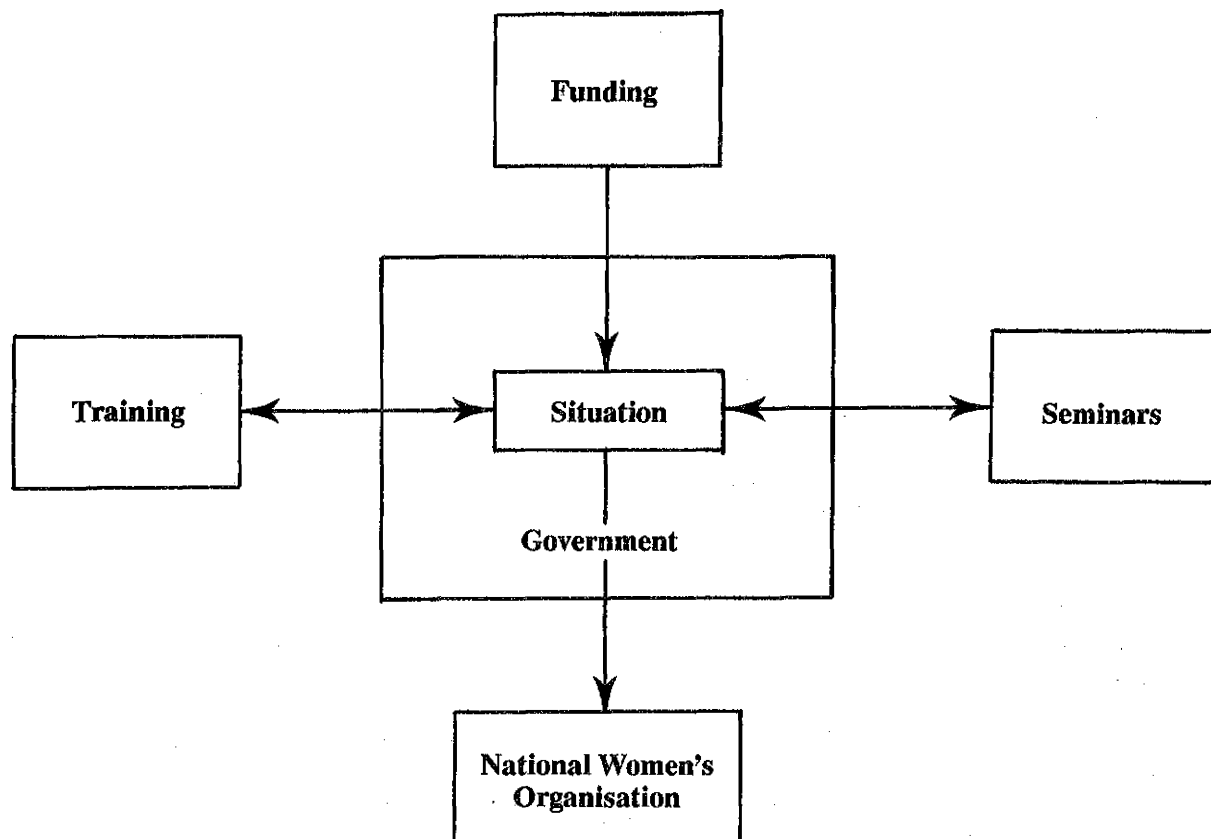 Funding
Training
Situation
Seminars
Government
National Women's
Organisation